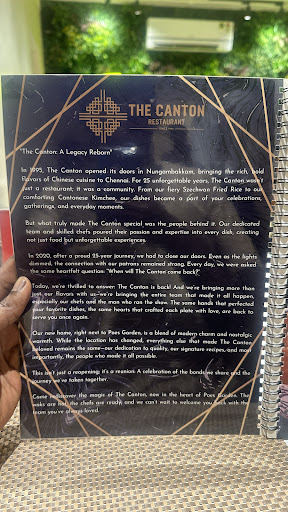 THE CANTON
RESTAURANT
"The Canton: A Legacy Reborn"
In 1995, The Canton opened its doors in Nungambakkam, bringing the rich, bold
flavors of Chinese cuisine to Chennai. For 25 unforgettable years, The Canton wasn't
just a restaurant; it was a community. From our fiery Szechwan Fried Rice to our
comforting Cantonese Kimchee, our dishes became a part of your celebrations,
gatherings, and everyday moments.
But what truly made The Canton special was the people behind it. Our dedicated
team and skilled chefs poured their passion and expertise into every dish, creating
not just food but unforgettable experiences.
In 2020, after a proud 25-year journey, we had to close our doors. Even as the lights
dimmed, the connection with our patrons remained strong. Every day, we were asked
the same heartfelt question: "When will The Canton come back?"
Today, we're thrilled to answer: The Canton is back! And we're bringing more than
just our flavors with us—we're bringing the entire team that made it all happen,
especially our chefs and the man who ran the show. The same hands that perfected
your favorite dishes, the same hearts that crafted each plate with love, are back to
serve you once again.
Our new home, right next to Poes Garden, is a blend of modern charm and nostalgic
warmth. While the location has changed, everything else that made The Canton
beloved remains the same—our dedication to quality, our signature recipes, and most
importantly, the people who made it all possible.
This isn't just a reopening; it's a reunion. A celebration of the bonds we share and the
journey we've taken together.
Come rediscover the magic of The Canton, now in the heart of Poes Garden. The
woks are hot, the chefs are ready, and we can't wait to welcome you back with the
team you've always loved.